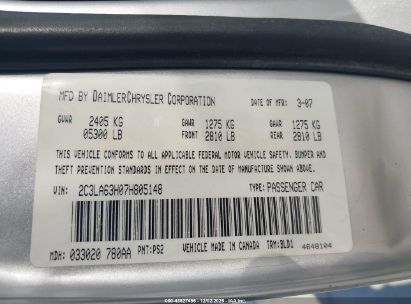 MFD BY DAIMLERCHRYSLER CORPORATION DATE OF MFR: 3-07
GVWR 2405 KG GAWR 1275 KG GAWR 1275 KG
05300 LB FRONT 2810 LB REAR 2810 LB
THIS VEHICLE CONFORMS TO ALL APPLICABLE FEDERAL MOTOR VEHICLE SAFETY, BUMPER AND
THEFT PREVENTION STANDARDS IN EFFECT ON THE DATE OF MANUFACTURE SHOWN ABOVE.
VIN: 2C3LA63H07H805148 TYPE: PASSENGER CAR
MDH: 033020 780AA PNT: PS2 VEHICLE MADE IN CANADA TRM: BLD1 4648104